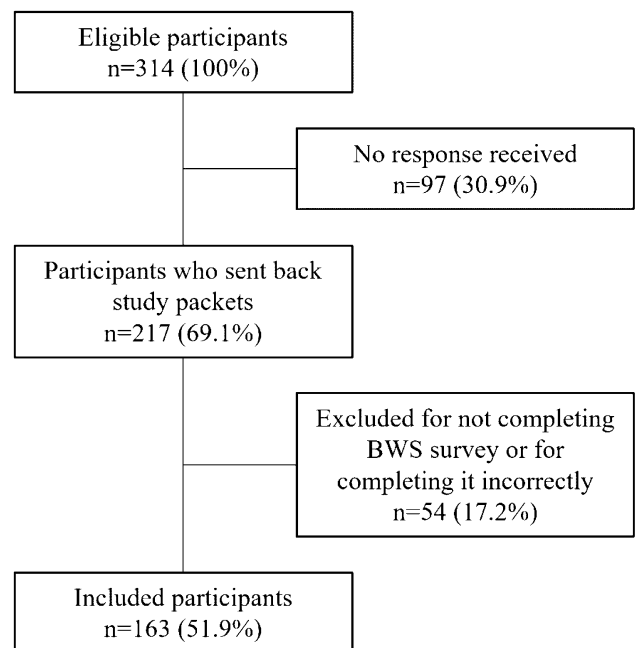 Eligible participants
n=314 (100%)
No response received
n=97 (30.9%)
Participants who sent back
study packets
n=217 (69.1%)
Excluded for not completing
BWS survey or for
completing it incorrectly
n=54 (17.2%)
Included participants
n=163 (51.9%)